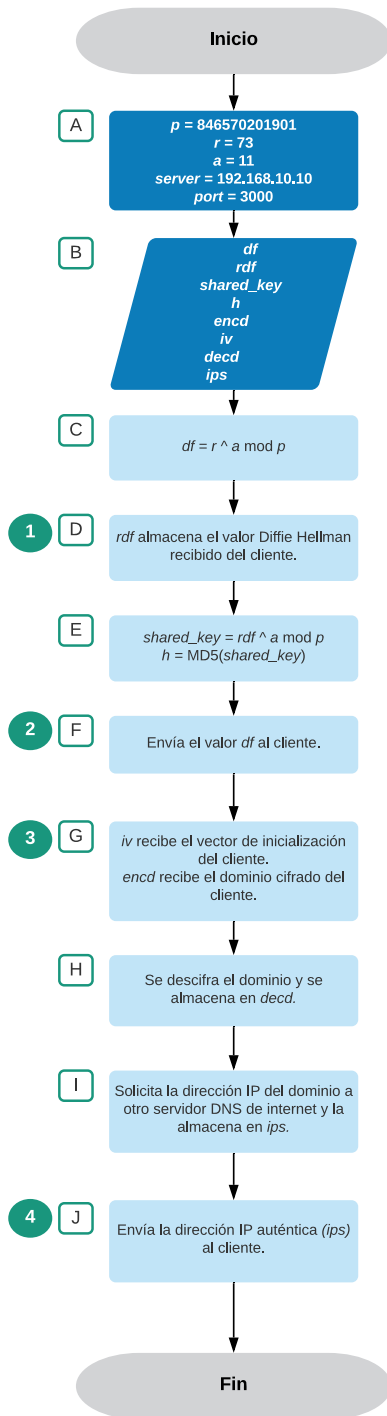 Inicio
A
p = 846570201901
r = 73
a = 11
server = 192.168.10.10
port = 3000
B
df
rdf
shared_key
h
encd
iv
decd
ips
C
df = r ^ a mod p
1
D
rdf almacena el valor Diffie Hellman
recibido del cliente.
E
shared_key = rdf ^ a mod p
h = MD5(shared_key)
2
F
Envía el valor df al cliente.
3
G
iv recibe el vector de inicialización
del cliente.
encd recibe el dominio cifrado del
cliente.
H
Se descifra el dominio y se
almacena en decd.
I
Solicita la dirección IP del dominio a
otro servidor DNS de internet y la
almacena en ips.
4
J
Envía la dirección IP auténtica (ips)
al cliente.
Fin